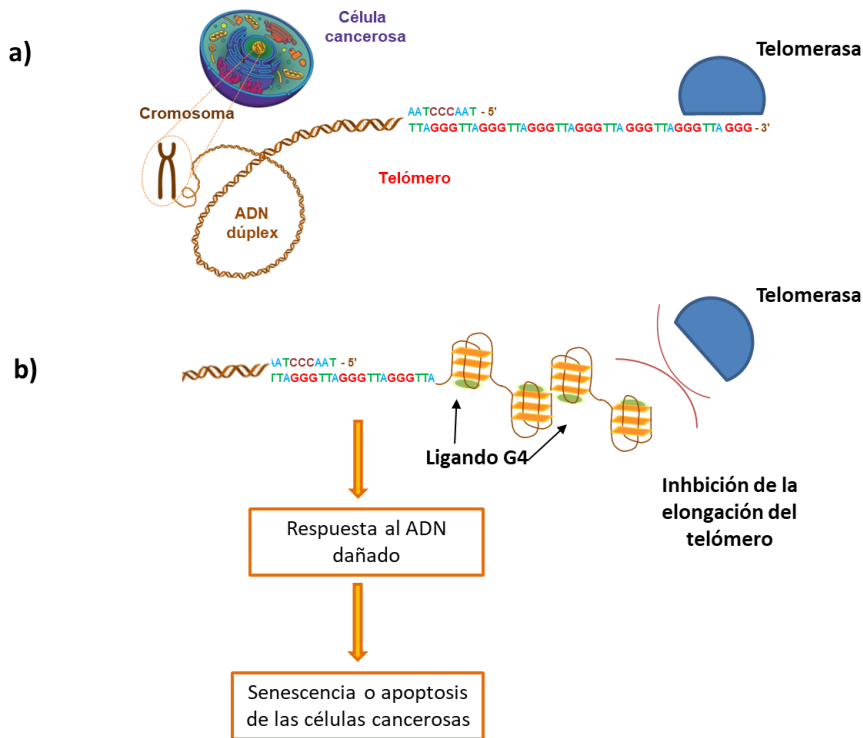 a)
Célula
cancerosa
Telomerasa
Cromosoma
AATCCCAAT - 5'
TTAGGGTTAGGGTTAGGGTTAGGGTTA GGGTTAGGGTTA GGG - 3'
Telómero
ADN
dúplex
Telomerasa
b)
AATCCCAAT - 5'
TTAGGGTTAGGGTTAGGGTTA
Ligando G4
Inhbición de la
elongación del
telómero
Respuesta al ADN
dañado
Senescencia o apoptosis
de las células cancerosas